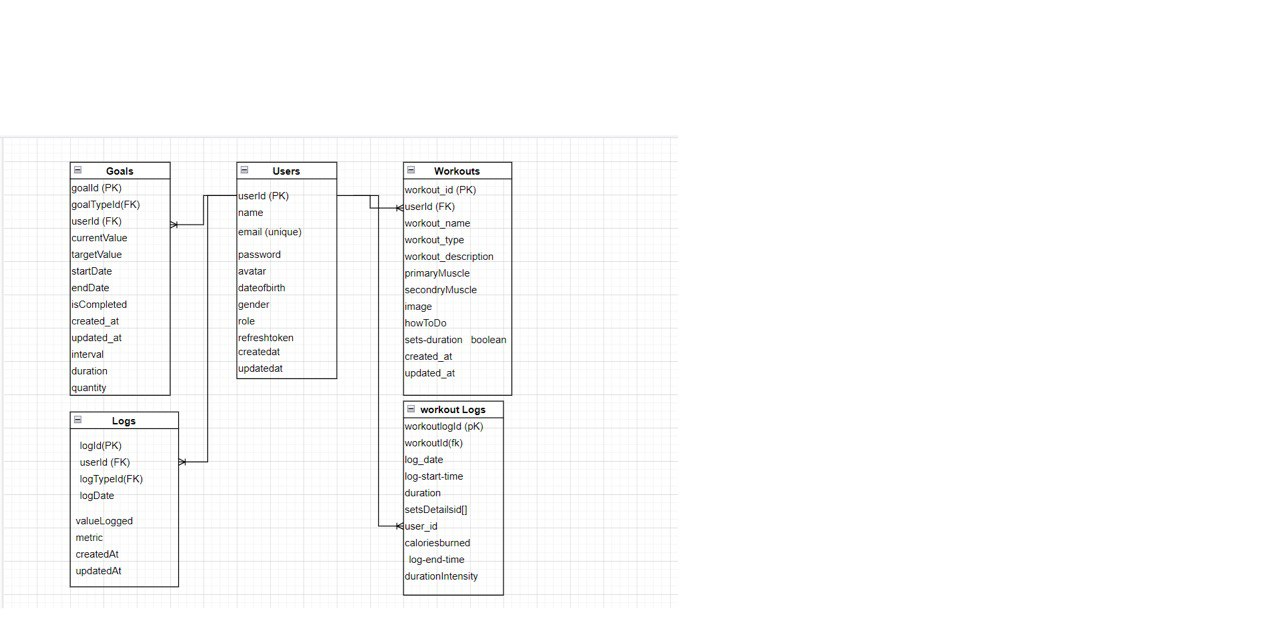 Goals
goalId (PK)
goalTypeId(FK)
userId (FK)
currentValue
targetValue
startDate
endDate
isCompleted
created_at
updated_at
interval
duration
quantity
Users
userId (PK)
name
email (unique)
password
avatar
dateofbirth
gender
role
refreshtoken
createdat
updatedat
Workouts
workout_id (PK)
userId (FK)
workout_name
workout_type
workout_description
primaryMuscle
secondryMuscle
image
howToDo
sets-duration boolean
created_at
updated_at
Logs
logId(PK)
userId (FK)
logTypeId(FK)
logDate
valueLogged
metric
createdAt
updatedAt
workout Logs
workoutlogId (pK)
workoutId(fk)
log_date
log-start-time
duration
setsDetailsid[]
user_id
caloriesburned
log-end-time
durationIntensity